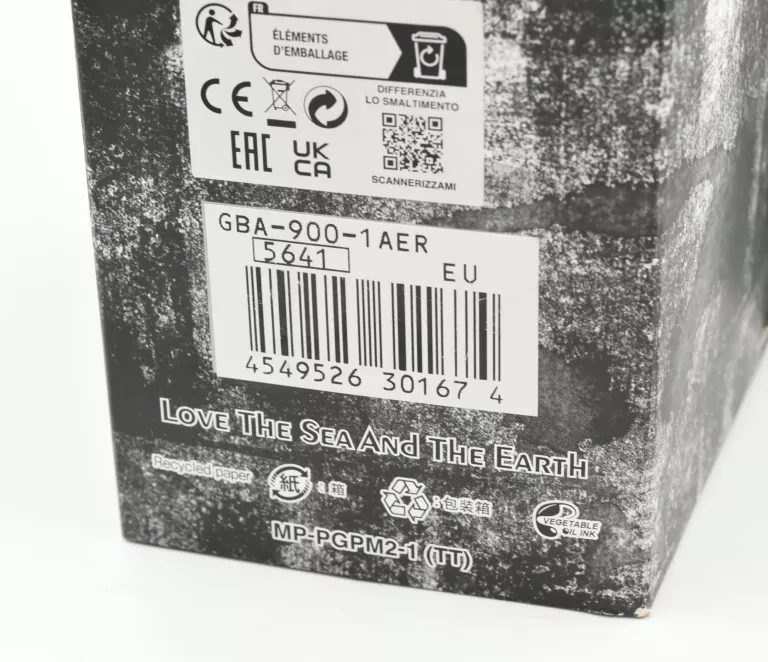 FR
ÉLÉMENTS
D'EMBALLAGE
CE
EAC
UK
CA
DIFFERENZIA
LO SMALTIMENTO
SCANNERIZZAMI
GBA-900-1AER
5641
EU
4549526 30167 4
LOVE THE SEA AND THE EARTH
Recycled paper
紙:箱
:包装箱
VEGETABLE
OIL INK
MP-PGPM2-1 (TT)